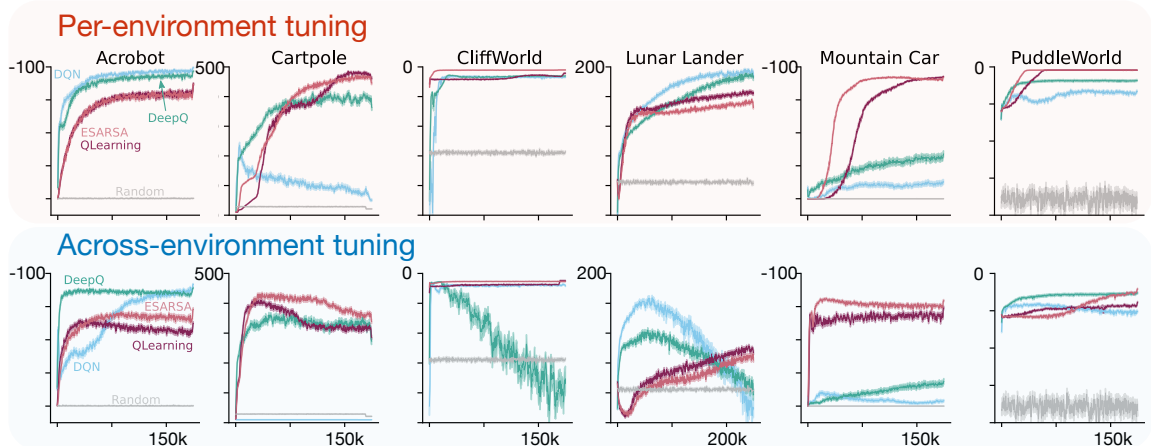 Per-environment tuning
Acrobot Cartpole CliffWorld Lunar Lander Mountain Car PuddleWorld
-100 500 0 200 -100 0
DQN
DeepQ
ESARSA
QLearning
Random
Across-environment tuning
-100 500 0 200 -100 0
DeepQ
ESARSA
QLearning
DQN
Random
150k 150k 150k 200k 150k 150k